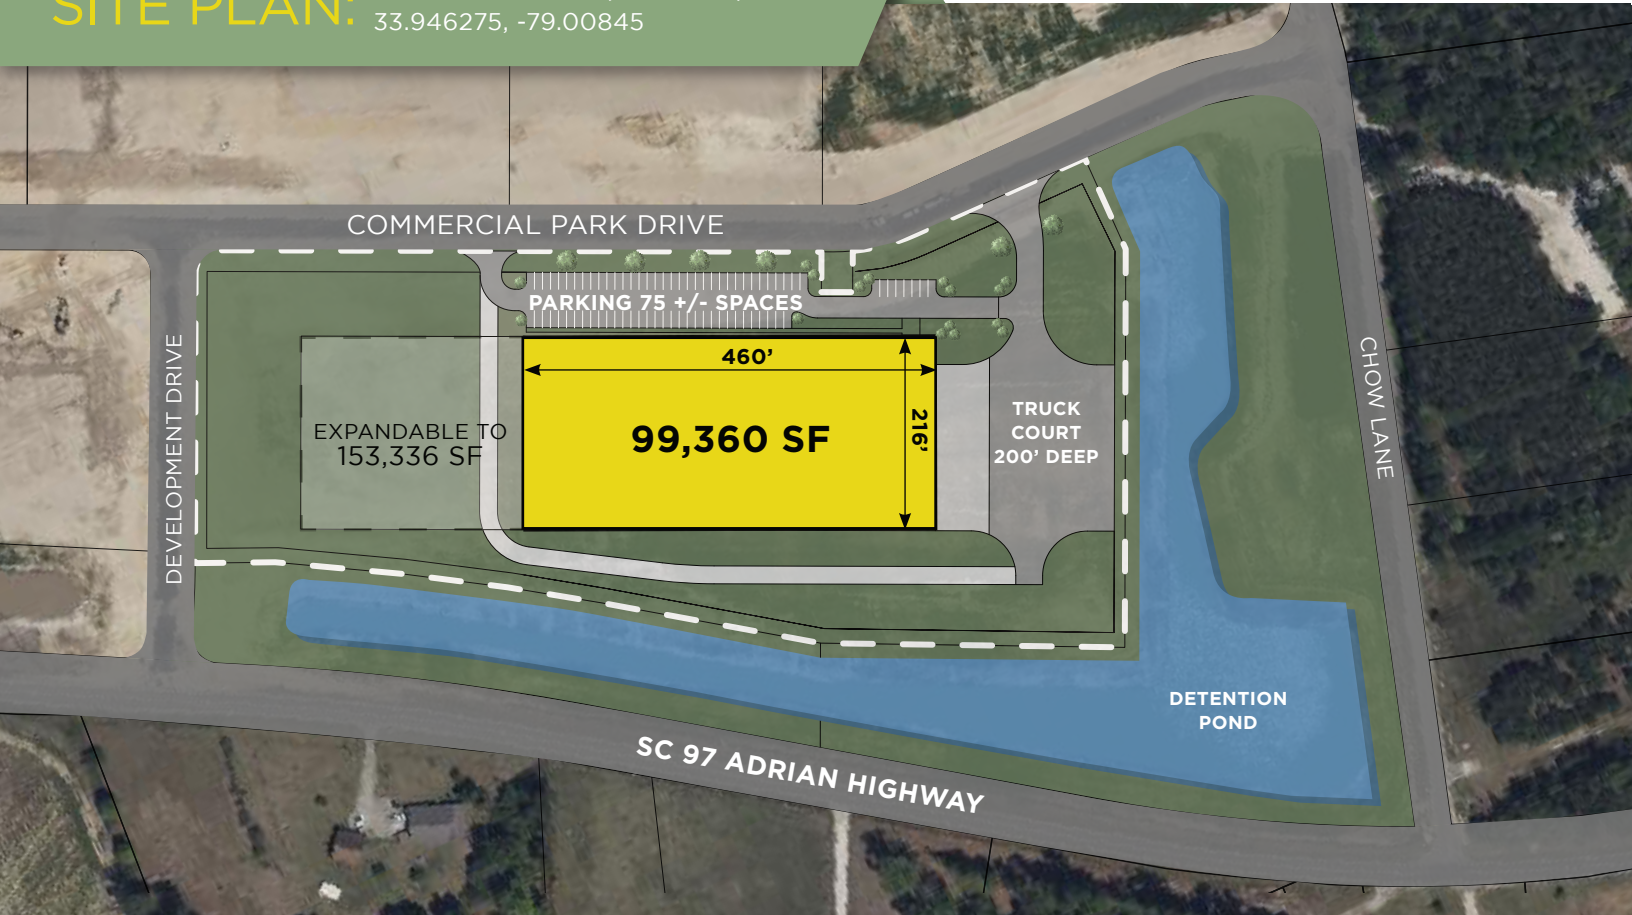 SITE PLAN:
33.946275, -79.00845
COMMERCIAL PARK DRIVE
PARKING 75 +/- SPACES
460’
216’
99,360 SF
EXPANDABLE TO
153,336 SF
TRUCK
COURT
200’ DEEP
DEVELOPMENT DRIVE
CHOW LANE
DETENTION
POND
SC 97 ADRIAN HIGHWAY